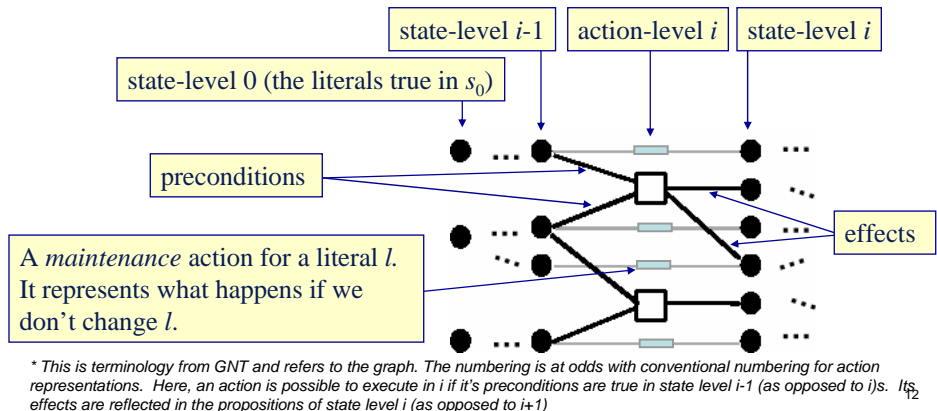 state-level i-1
action-level i
state-level i
state-level 0 (the literals true in s0)
preconditions
effects
A maintenance action for a literal l.
It represents what happens if we
don't change l.
* This is terminology from GNT and refers to the graph. The numbering is at odds with conventional numbering for action
representations. Here, an action is possible to execute in i if it's preconditions are true in state level i-1 (as opposed to i)s. Its
effects are reflected in the propositions of state level i (as opposed to i+1)
12